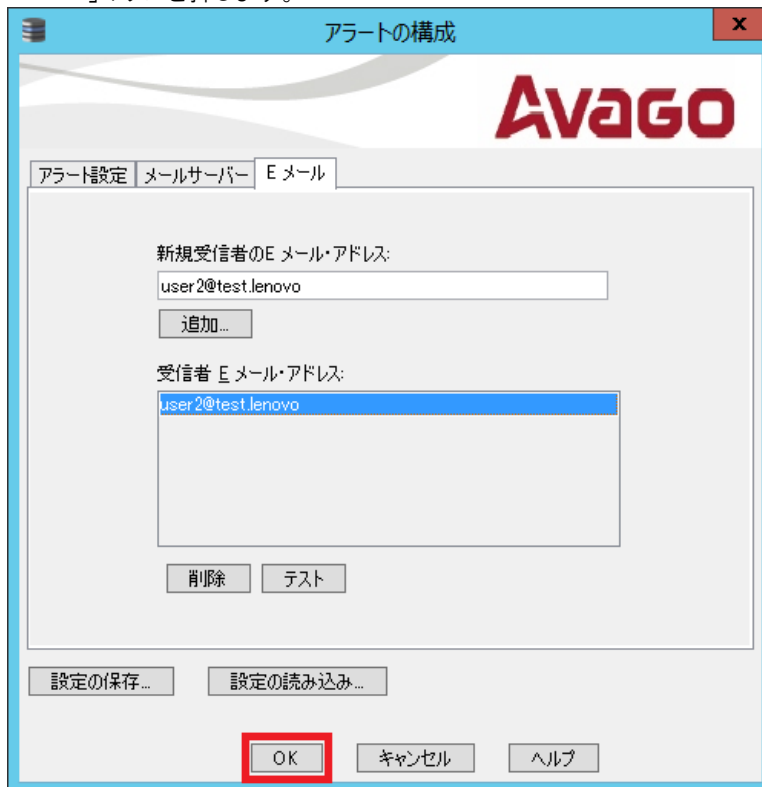 アラートの構成
x
Avago
アラート設定 メールサーバー E メール
新規受信者のE メール・アドレス:
user2@test.lenovo
追加...
受信者 E メール・アドレス:
user2@test.lenovo
削除 テスト
設定の保存... 設定の読み込み...
OK キャンセル ヘルプ